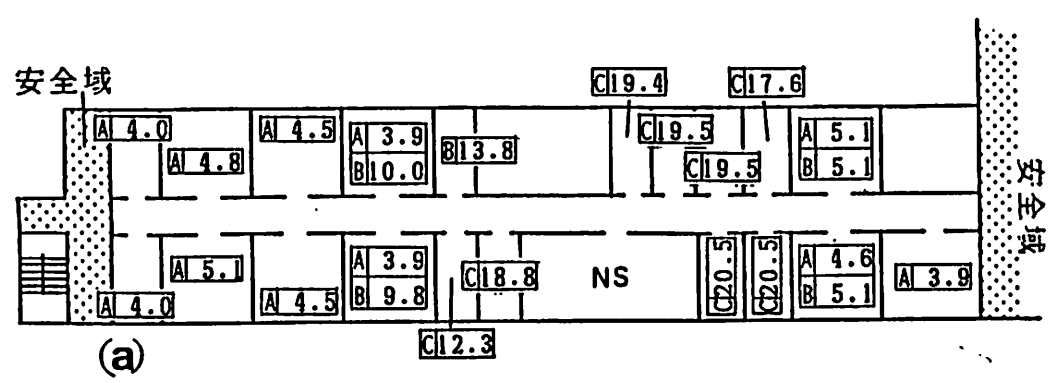 安全域
C 19.4
C 17.6
A 4.0
A 4.5
A 3.9
B 10.0
B 13.8
C 19.5
C 19.5
A 5.1
B 5.1
A 4.8
安全域
A 5.1
A 4.0
A 4.5
A 3.9
B 9.8
C 18.8
NS
C 20.5
C 20.5
A 4.6
B 5.1
A 3.9
C 12.3
(a)